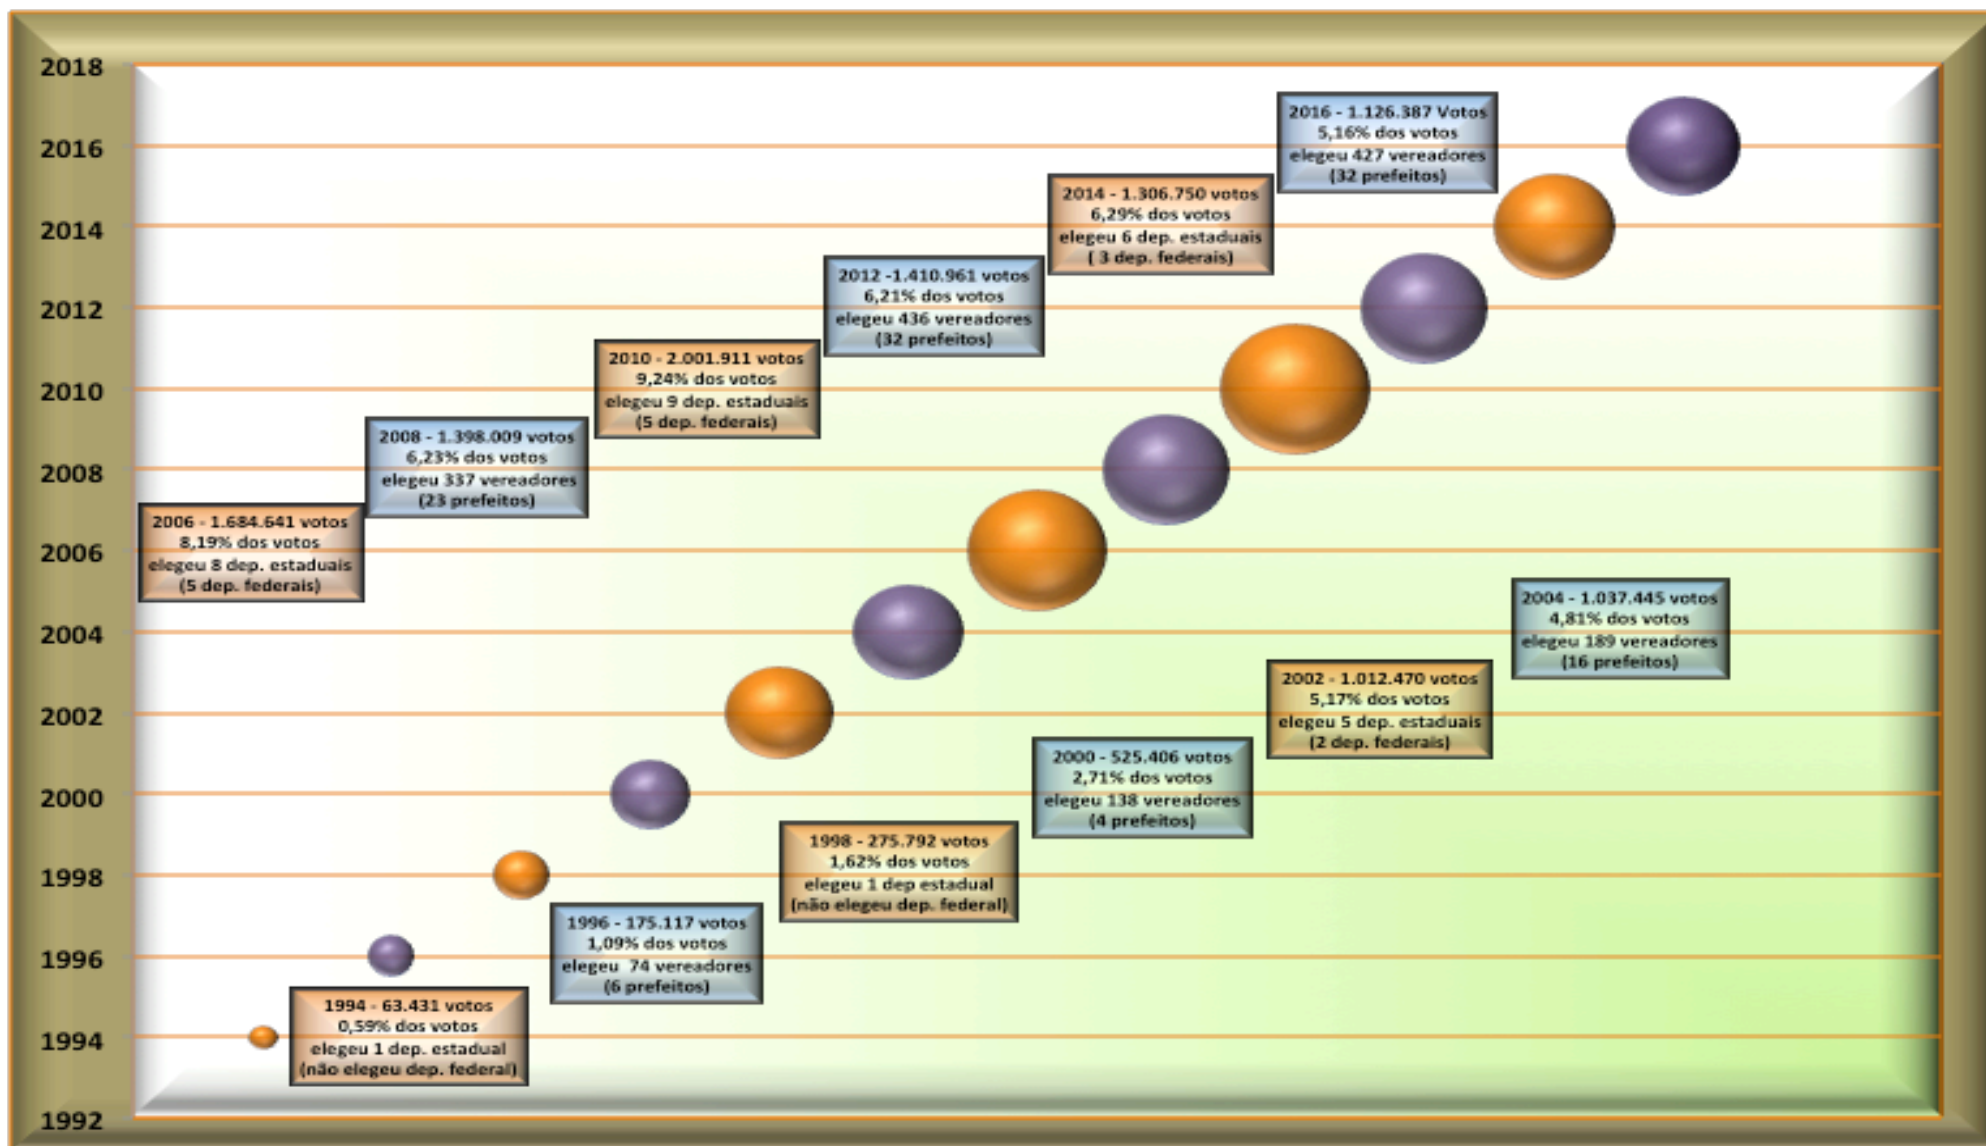 2018
2016
2014
2012
2010
2008
2006
2004
2002
2000
1998
1996
1994
1992
2016 - 1.126.387 Votos
5,16% dos votos
elegeu 427 vereadores
(32 prefeitos)
2014 - 1.306.750 votos
6,29% dos votos
elegeu 6 dep. estaduais
( 3 dep. federais)
2012 -1.410.961 votos
6,21% dos votos
elegeu 436 vereadores
(32 prefeitos)
2010 - 2.001.911 votos
9,24% dos votos
elegeu 9 dep. estaduais
(5 dep. federais)
2008 - 1.398.009 votos
6,23% dos votos
elegeu 337 vereadores
(23 prefeitos)
2006 - 1.684.641 votos
8,19% dos votos
elegeu 8 dep. estaduais
(5 dep. federais)
2004 - 1.037.445 votos
4,81% dos votos
elegeu 189 vereadores
(16 prefeitos)
2002 - 1.012.470 votos
5,17% dos votos
elegeu 5 dep. estaduais
(2 dep. federais)
2000 - 525.406 votos
2,71% dos votos
elegeu 138 vereadores
(4 prefeitos)
1998 - 275.792 votos
1,62% dos votos
elegeu 1 dep estadual
(não elegeu dep. federal)
1996 - 175.117 votos
1,09% dos votos
elegeu  74 vereadores
(6 prefeitos)
1994 - 63.431 votos
0,59% dos votos
elegeu 1 dep. estadual
(não elegeu dep. federal)